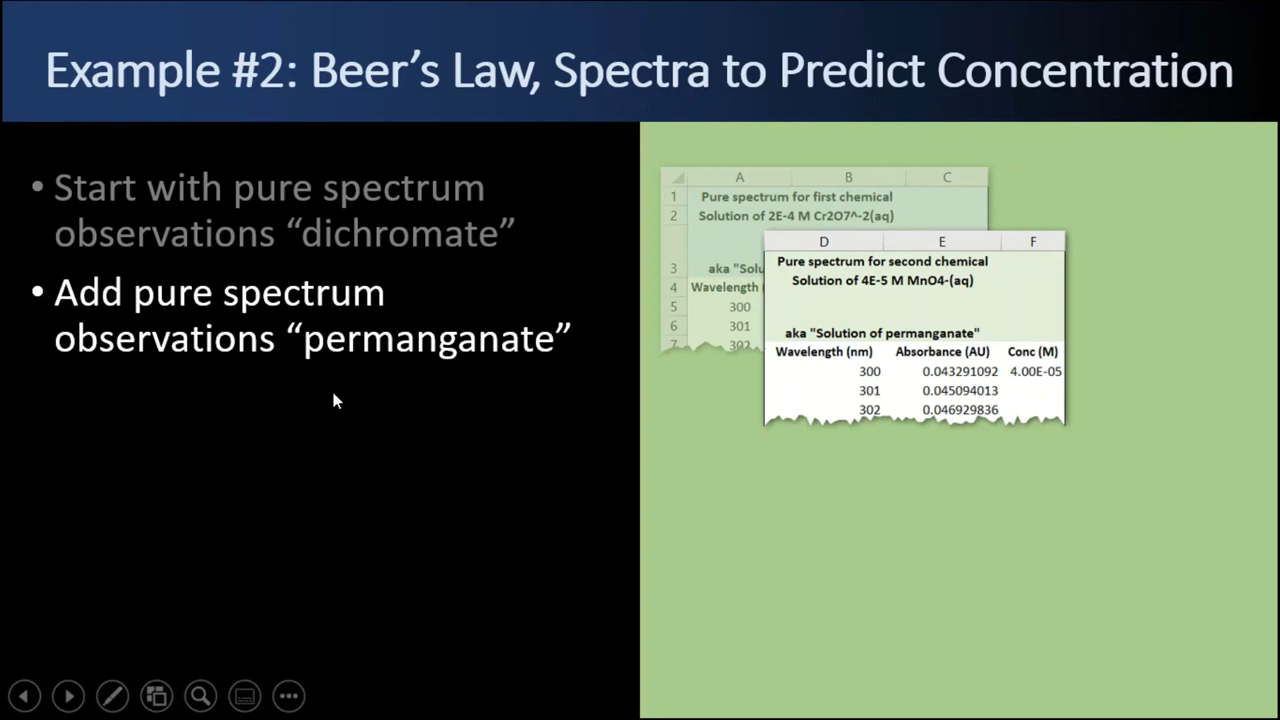 Example #2: Beer’s Law, Spectra to Predict Concentration
• Start with pure spectrum
observations “dichromate”
• Add pure spectrum
observations “permanganate”
A B C
1 Pure spectrum for first chemical
2 Solution of 2E-4 M Cr2O7^-2(aq)
3 aka "Solu
4 Wavelength (
5 300
6 301
7 302
D E F
Pure spectrum for second chemical
Solution of 4E-5 M MnO4-(aq)
aka "Solution of permanganate"
Wavelength (nm) Absorbance (AU) Conc (M)
300 0.043291092 4.00E-05
301 0.045094013
302 0.046929836